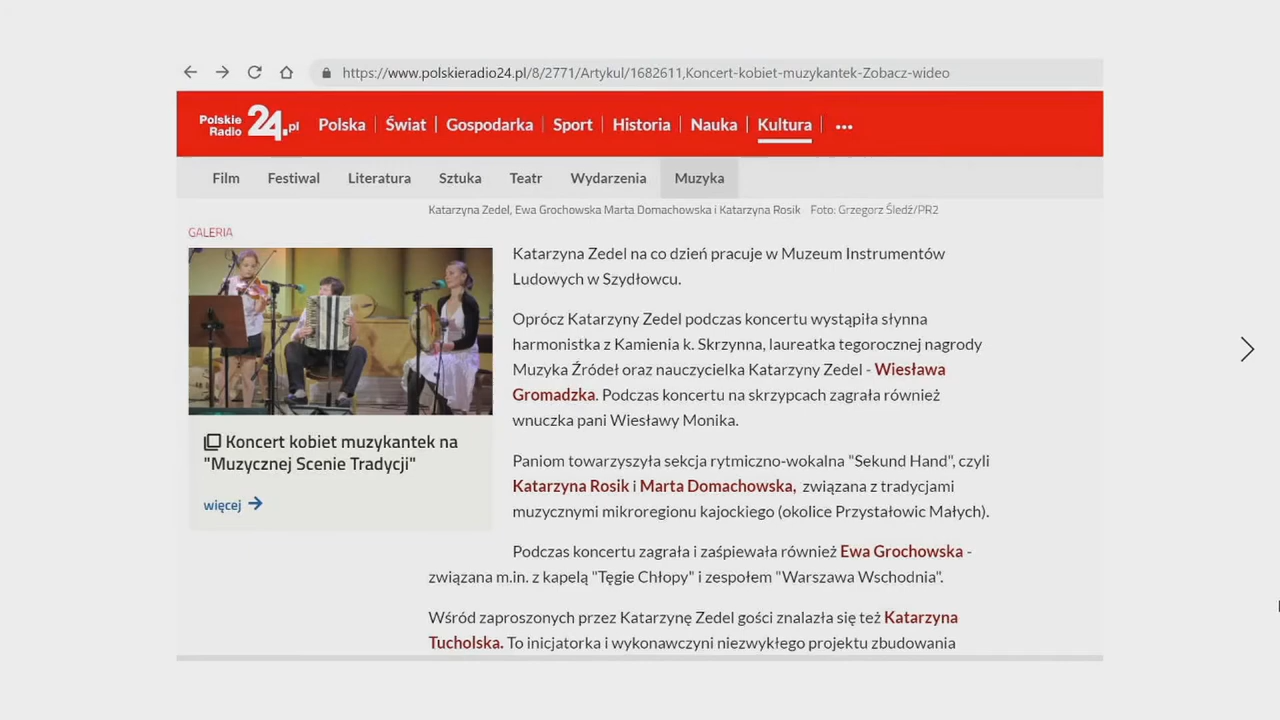 https://www.polskieradio24.pl/8/2771/Artykul/1682611,Koncert-kobiet-muzykantek-Zobacz-wideo
Polskie Radio 24.pl
Polska | Świat | Gospodarka | Sport | Historia | Nauka | Kultura | •••
Film Festiwal Literatura Sztuka Teatr Wydarzenia Muzyka
Katarzyna Zedel, Ewa Grochowska Marta Domachowska i Katarzyna Rosik Foto: Grzegorz Śledź/PR2
GALERIA
Koncert kobiet muzykantek na
"Muzycznej Scenie Tradycji"
więcej
Katarzyna Zedel na co dzień pracuje w Muzeum Instrumentów
Ludowych w Szydłowcu.
Oprócz Katarzyny Zedel podczas koncertu wystąpiła słynna
harmonistka z Kamienia k. Skrzynna, laureatka tegorocznej nagrody
Muzyka Źródeł oraz nauczycielka Katarzyny Zedel - Wiesława
Gromadzka. Podczas koncertu na skrzypcach zagrała również
wnuczka pani Wiesławy Monika.
Paniom towarzyszyła sekcja rytmiczno-wokalna "Sekund Hand", czyli
Katarzyna Rosik i Marta Domachowska, związana z tradycjami
muzycznymi mikroregionu kajockiego (okolice Przystałowic Małych).
Podczas koncertu zagrała i zaśpiewała również Ewa Grochowska -
związana m.in. z kapelą "Tęgie Chłopy" i zespołem "Warszawa Wschodnia".
Wśród zaproszonych przez Katarzynę Zedel gości znalazła się też Katarzyna
Tucholska. To inicjatorka i wykonawczyni niezwykłego projektu zbudowania